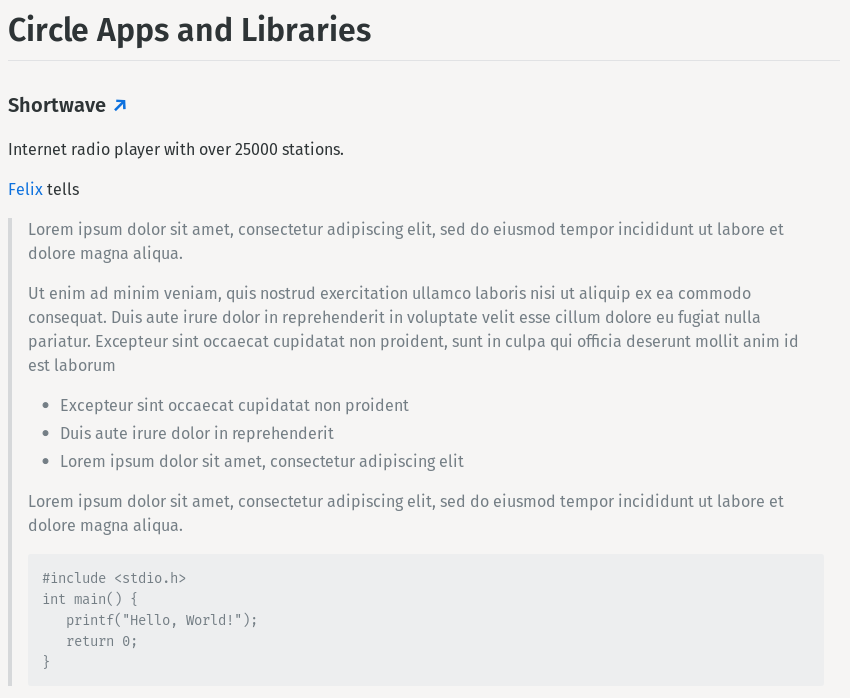 Circle Apps and Libraries
Shortwave ↗
Internet radio player with over 25000 stations.
Felix tells
Lorem ipsum dolor sit amet, consectetur adipiscing elit, sed do eiusmod tempor incididunt ut labore et
dolore magna aliqua.
Ut enim ad minim veniam, quis nostrud exercitation ullamco laboris nisi ut aliquip ex ea commodo
consequat. Duis aute irure dolor in reprehenderit in voluptate velit esse cillum dolore eu fugiat nulla
pariatur. Excepteur sint occaecat cupidatat non proident, sunt in culpa qui officia deserunt mollit anim id
est laborum
• Excepteur sint occaecat cupidatat non proident
• Duis aute irure dolor in reprehenderit
• Lorem ipsum dolor sit amet, consectetur adipiscing elit
Lorem ipsum dolor sit amet, consectetur adipiscing elit, sed do eiusmod tempor incididunt ut labore et
dolore magna aliqua.
#include <stdio.h>
int main() {
   printf("Hello, World!");
   return 0;
}